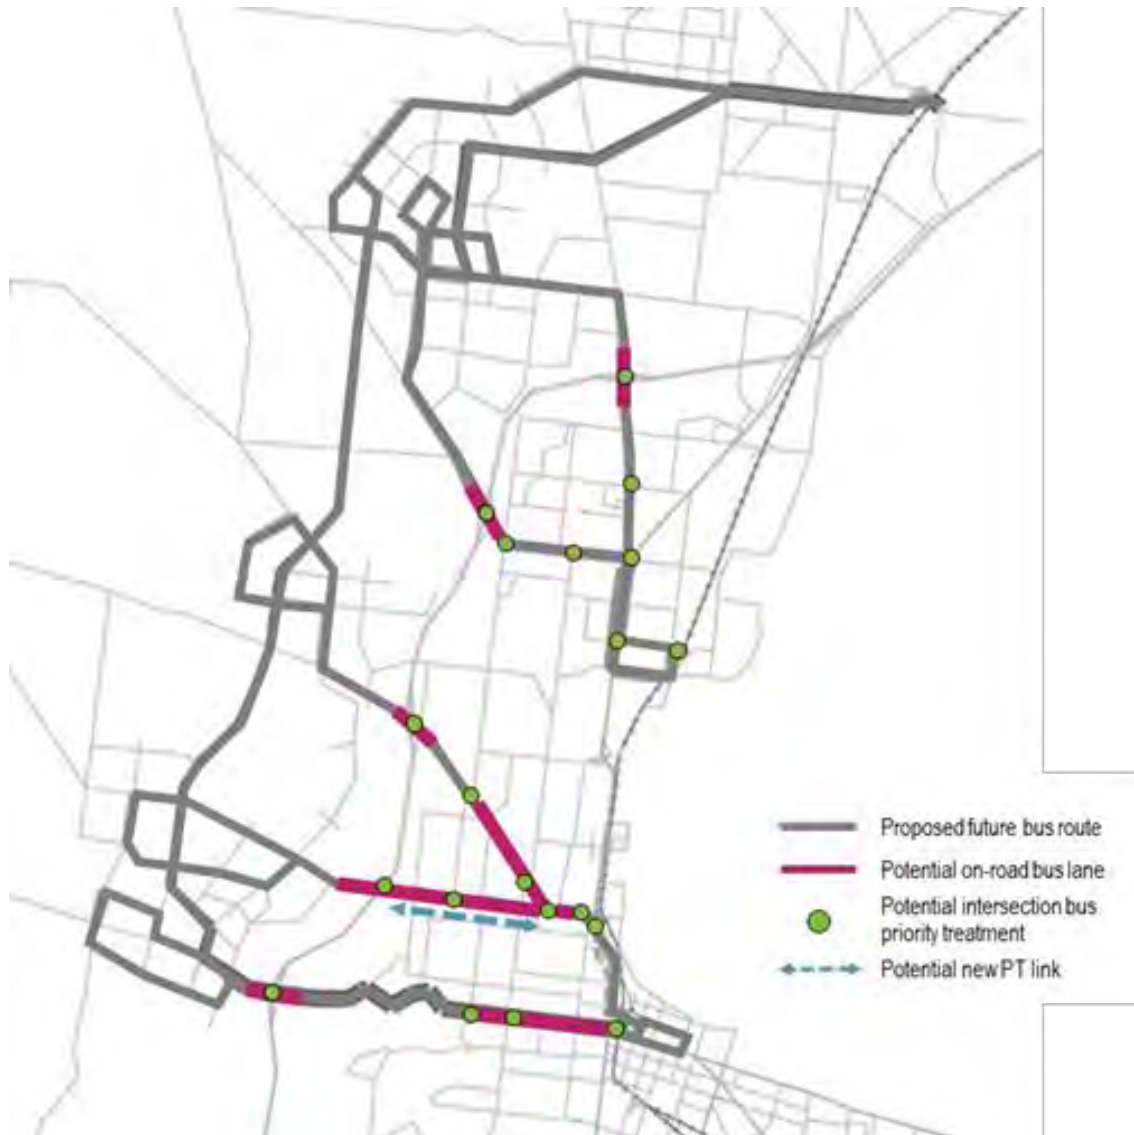 Proposed future bus route
Potential on-road bus lane
Potential intersection bus
priority treatment
Potential new PT link